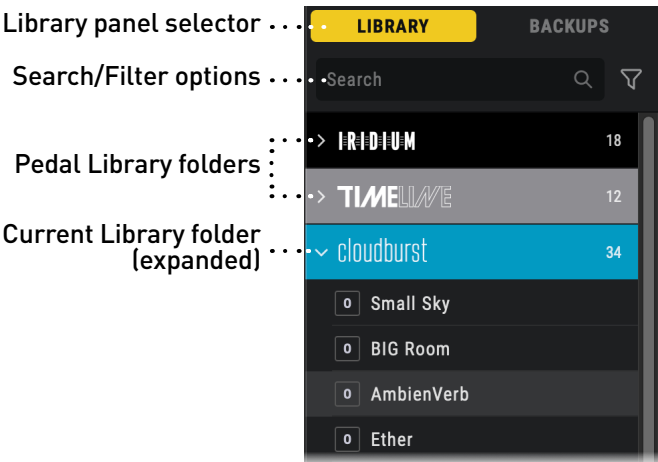 Library panel selector
LIBRARY
BACKUPS
Search/Filter options
Search
Pedal Library folders
IRIDIUM
18
TIMELINE
12
Current Library folder
(expanded)
cloudburst
34
0 Small Sky
0 BIG Room
0 AmbienVerb
0 Ether